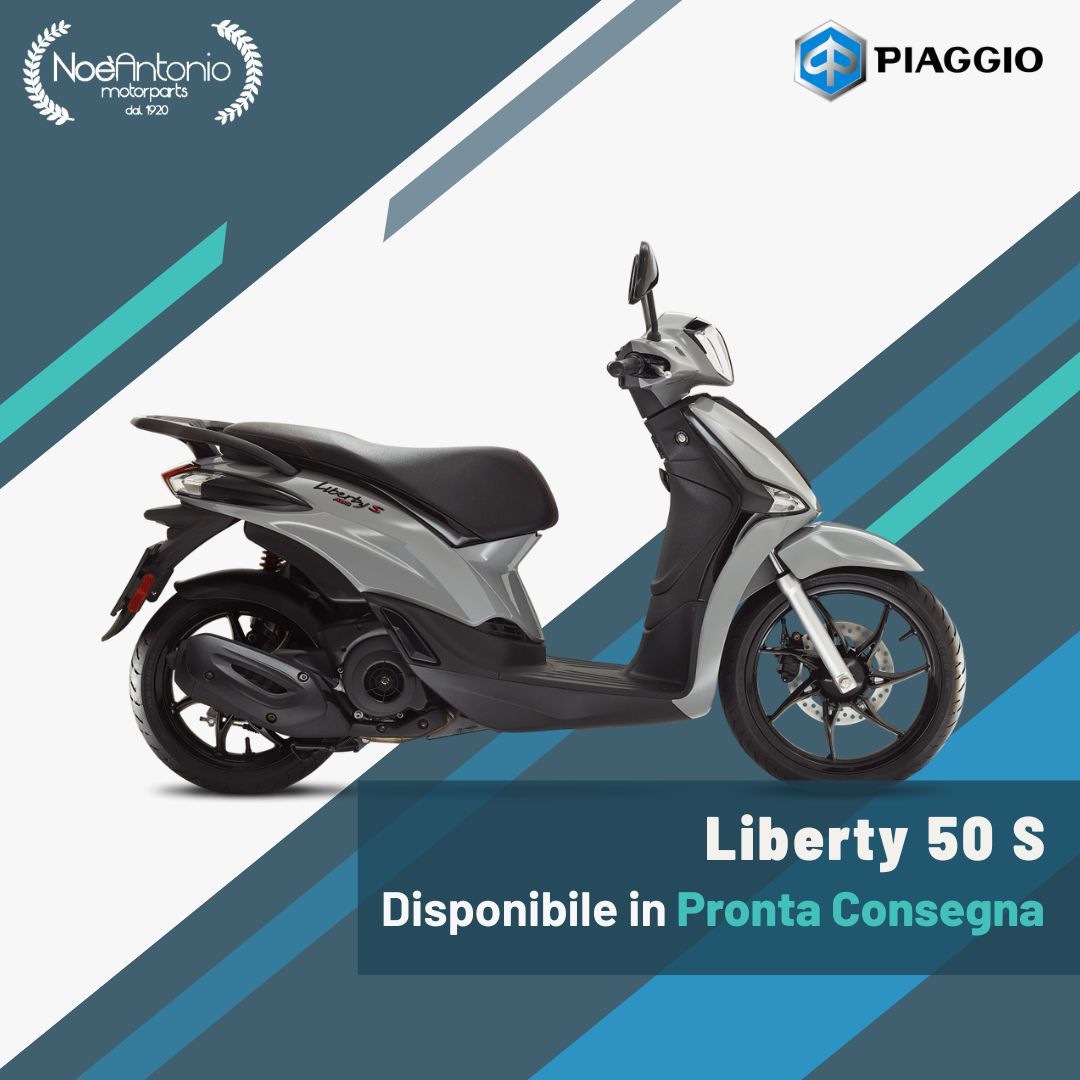 NoèAntonio
motorparts
dal 1920
PIAGGIO
Liberty S
Liberty 50 S
Disponibile in Pronta Consegna